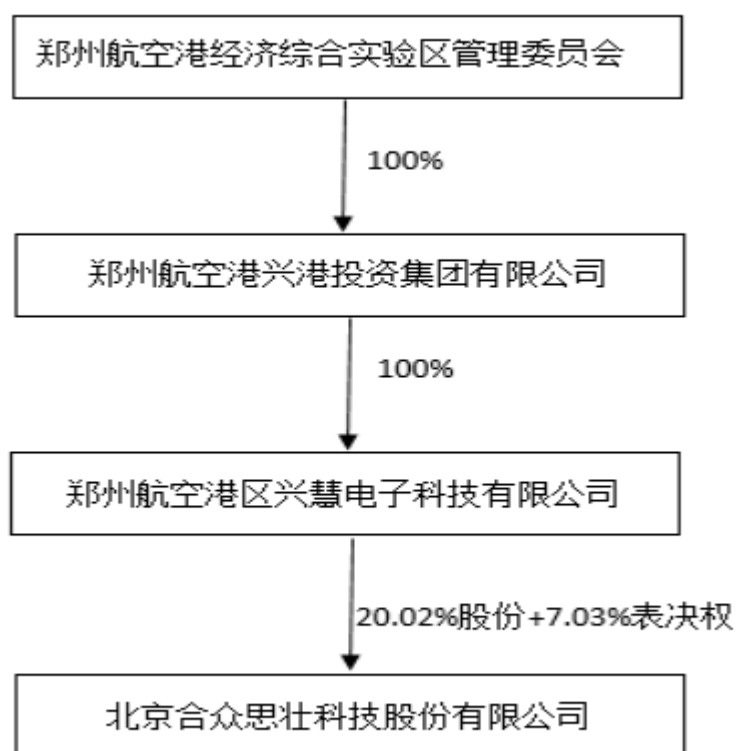 郑州航空港经济综合实验区管理委员会
100%
郑州航空港兴港投资集团有限公司
100%
郑州航空港区兴慧电子科技有限公司
20.02%股份+7.03%表决权
北京合众思壮科技股份有限公司